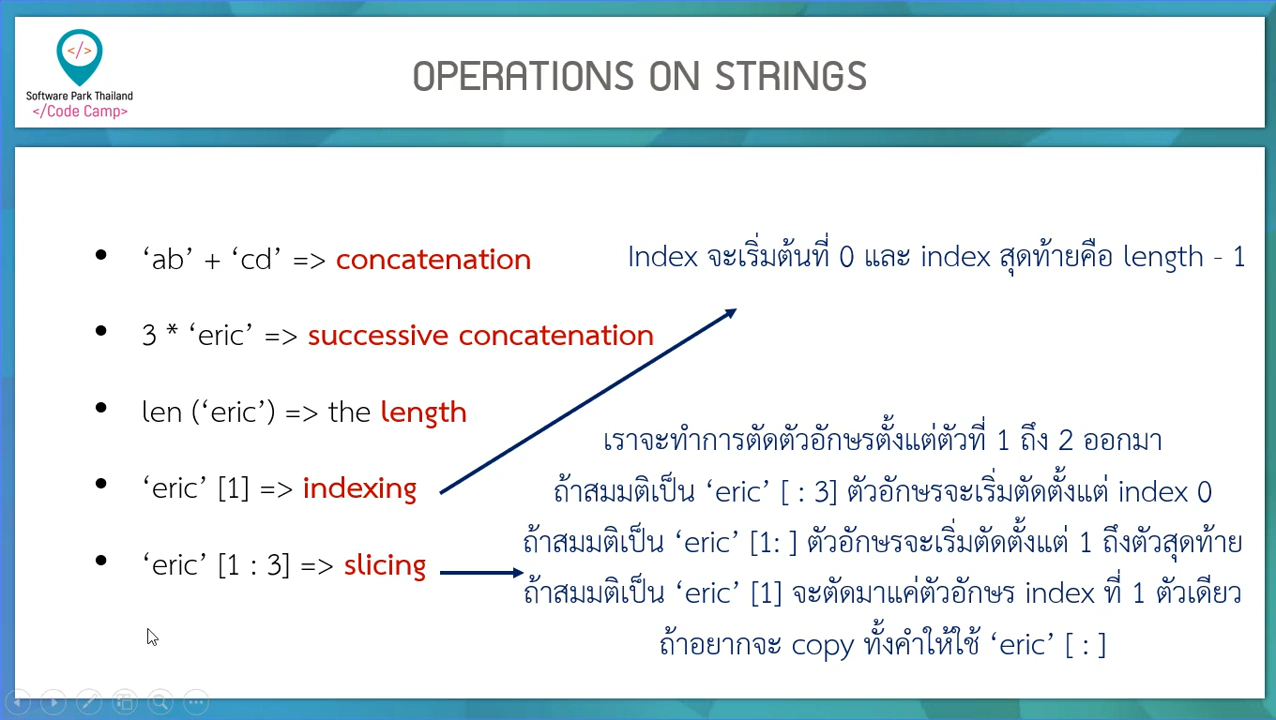 </>
Software Park Thailand
</Code Camp>
OPERATIONS ON STRINGS
• ‘ab’ + ‘cd’ => concatenation
• 3 * ‘eric’ => successive concatenation
• len (‘eric’) => the length
• ‘eric’ [1] => indexing
• ‘eric’ [1 : 3] => slicing
Index จะเริ่มต้นที่ 0 และ index สุดท้ายคือ length - 1
เราจะทำการตัดตัวอักษรตั้งแต่ตัวที่ 1 ถึง 2 ออกมา
ถ้าสมมติเป็น ‘eric’ [ : 3] ตัวอักษรจะเริ่มตัดตั้งแต่ index 0
ถ้าสมมติเป็น ‘eric’ [1: ] ตัวอักษรจะเริ่มตัดตั้งแต่ 1 ถึงตัวสุดท้าย
ถ้าสมมติเป็น ‘eric’ [1] จะตัดมาแค่ตัวอักษร index ที่ 1 ตัวเดียว
ถ้าอยากจะ copy ทั้งคำให้ใช้ ‘eric’ [ : ]